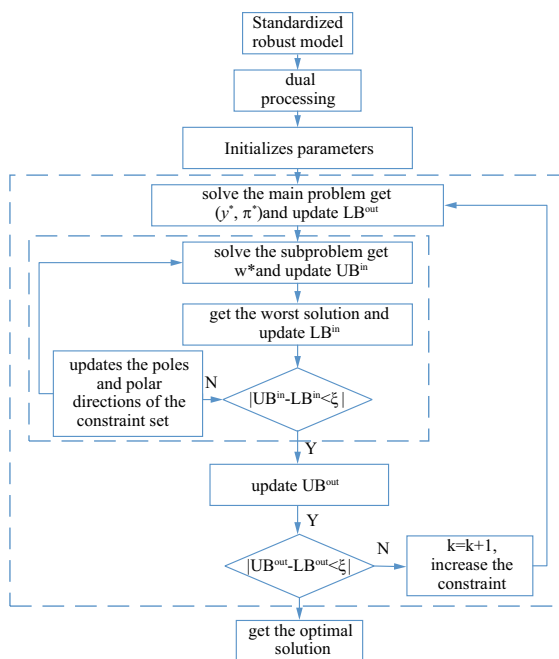 Standardized
robust model
dual
processing
Initializes parameters
solve the main problem get
(y*, π*)and update LB^out
solve the subproblem get
w*and update UB^in
get the worst solution and
update LB^in
updates the poles
and polar
directions of the
constraint set
N
|UB^in-LB^in<ξ|
Y
update UB^out
Y
|UB^out-LB^out<ξ|
N
k=k+1,
increase the
constraint
get the optimal
solution